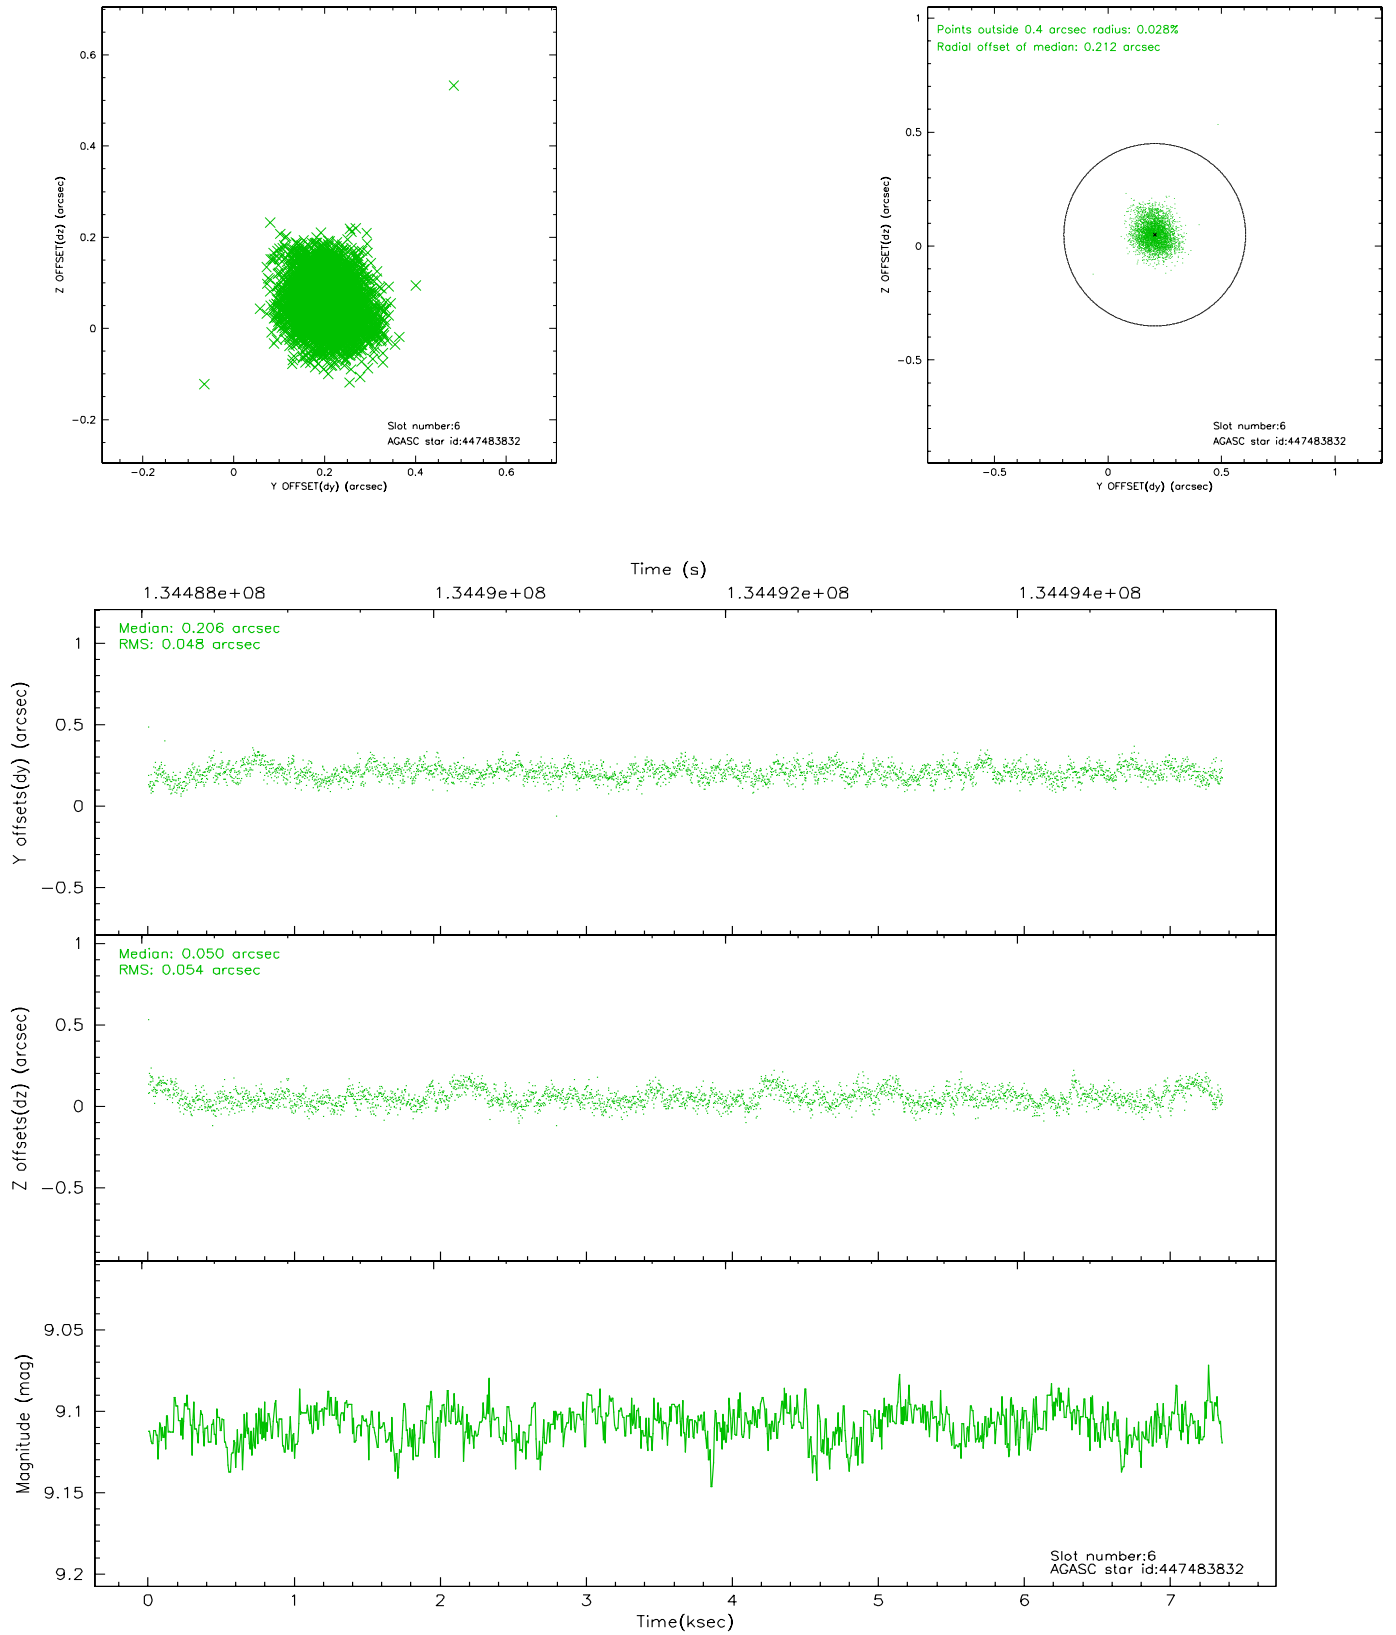 0.6
0.4
0.2
0
−0.2
Z OFFSET(dz) (arcsec)
Slot number:6
AGASC star id:447483832
−0.2 0 0.2 0.4 0.6
Y OFFSET(dy) (arcsec)
Points outside 0.4 arcsec radius: 0.028%
Radial offset of median: 0.212 arcsec
1
0.5
0
−0.5
Z OFFSET(dz) (arcsec)
Slot number:6
AGASC star id:447483832
−0.5 0 0.5 1
Y OFFSET(dy) (arcsec)
Time (s)
1.34488e+08 1.3449e+08 1.34492e+08 1.34494e+08
Median: 0.206 arcsec
RMS: 0.048 arcsec
1
0.5
0
−0.5
Y offsets(dy) (arcsec)
Median: 0.050 arcsec
RMS: 0.054 arcsec
1
0.5
0
−0.5
Z offsets(dz) (arcsec)
9.05
9.1
9.15
9.2
Magnitude (mag)
Slot number:6
AGASC star id:447483832
0 1 2 3 4 5 6 7
Time(ksec)